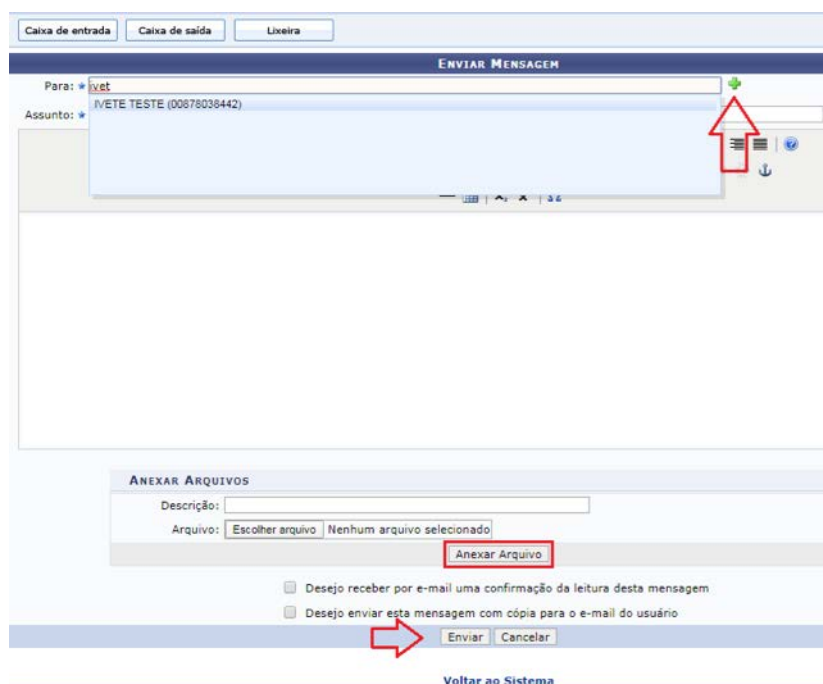 Caixa de entrada Caixa de saída Lixeira
ENVIAR MENSAGEM
Para: ivet
IVETE TESTE (00878038442)
Assunto:
ANEXAR ARQUIVOS
Descrição:
Arquivo: Escolher arquivo Nenhum arquivo selecionado
Anexar Arquivo
Desejo receber por e-mail uma confirmação da leitura desta mensagem
Desejo enviar esta mensagem com cópia para o e-mail do usuário
Enviar Cancelar
Voltar ao Sistema